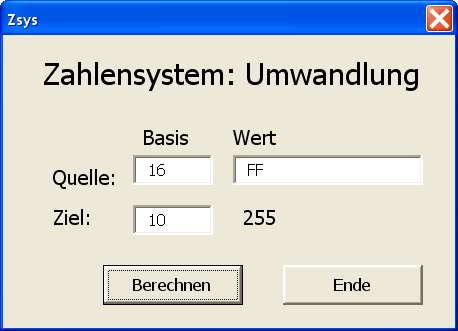 Zsys
Zahlensystem: Umwandlung
Basis Wert
Quelle: 16 FF
Ziel: 10 255
Berechnen Ende